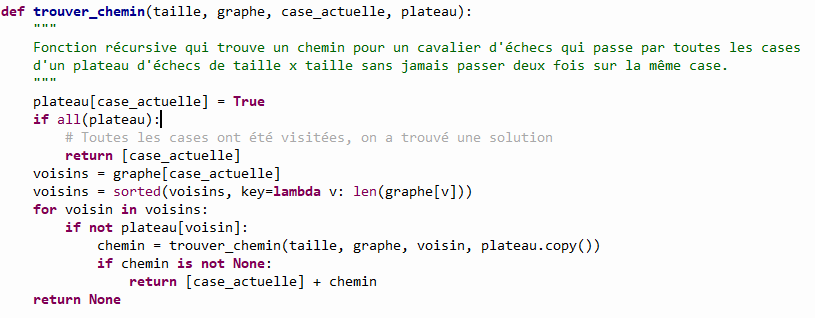 def trouver_chemin(taille, graphe, case_actuelle, plateau):
    """
    Fonction récursive qui trouve un chemin pour un cavalier d'échecs qui passe par toutes les cases
    d'un plateau d'échecs de taille x taille sans jamais passer deux fois sur la même case.
    """
    plateau[case_actuelle] = True
    if all(plateau):
        # Toutes les cases ont été visitées, on a trouvé une solution
        return [case_actuelle]
    voisins = graphe[case_actuelle]
    voisins = sorted(voisins, key=lambda v: len(graphe[v]))
    for voisin in voisins:
        if not plateau[voisin]:
            chemin = trouver_chemin(taille, graphe, voisin, plateau.copy())
            if chemin is not None:
                return [case_actuelle] + chemin
    return None